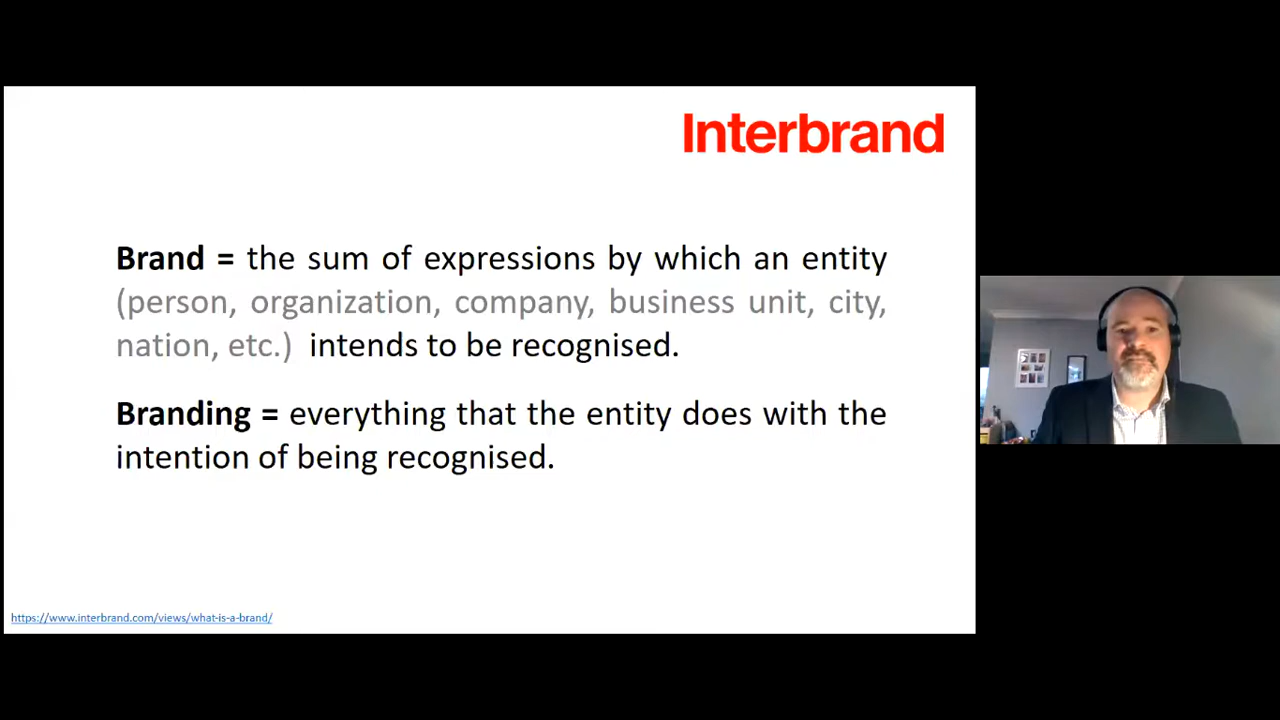 Interbrand
Brand = the sum of expressions by which an entity
(person, organization, company, business unit, city,
nation, etc.) intends to be recognised.
Branding = everything that the entity does with the
intention of being recognised.
https://www.interbrand.com/views/what-is-a-brand/